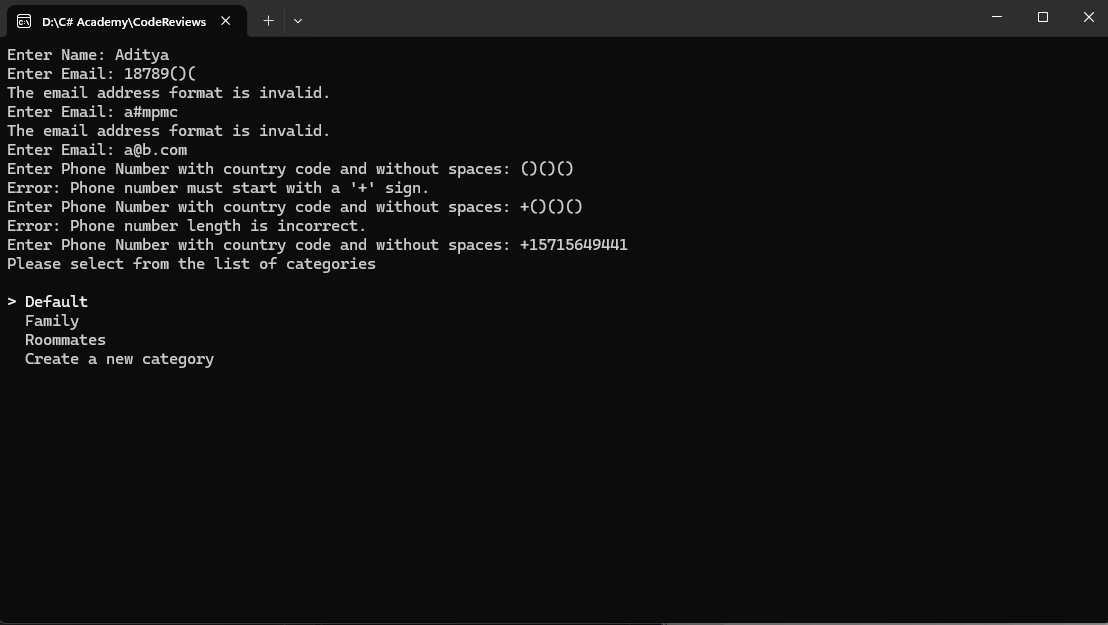 D:\C# Academy\CodeReviews
Enter Name: Aditya
Enter Email: 18789()(
The email address format is invalid.
Enter Email: a#mpmc
The email address format is invalid.
Enter Email: a@b.com
Enter Phone Number with country code and without spaces: ()()()
Error: Phone number must start with a '+' sign.
Enter Phone Number with country code and without spaces: +()()()
Error: Phone number length is incorrect.
Enter Phone Number with country code and without spaces: +15715649441
Please select from the list of categories
> Default
Family
Roommates
Create a new category